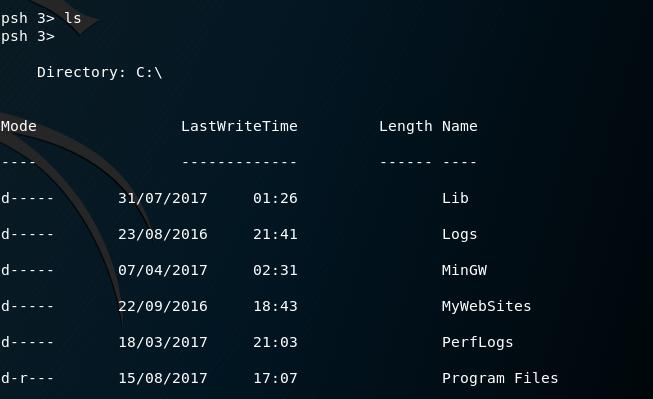 psh 3> ls
psh 3>
Directory: C:\
Mode LastWriteTime Length Name
---- ------------- ------ ----
d----- 31/07/2017 01:26 Lib
d----- 23/08/2016 21:41 Logs
d----- 07/04/2017 02:31 MinGW
d----- 22/09/2016 18:43 MyWebSites
d----- 18/03/2017 21:03 PerfLogs
d-r--- 15/08/2017 17:07 Program Files